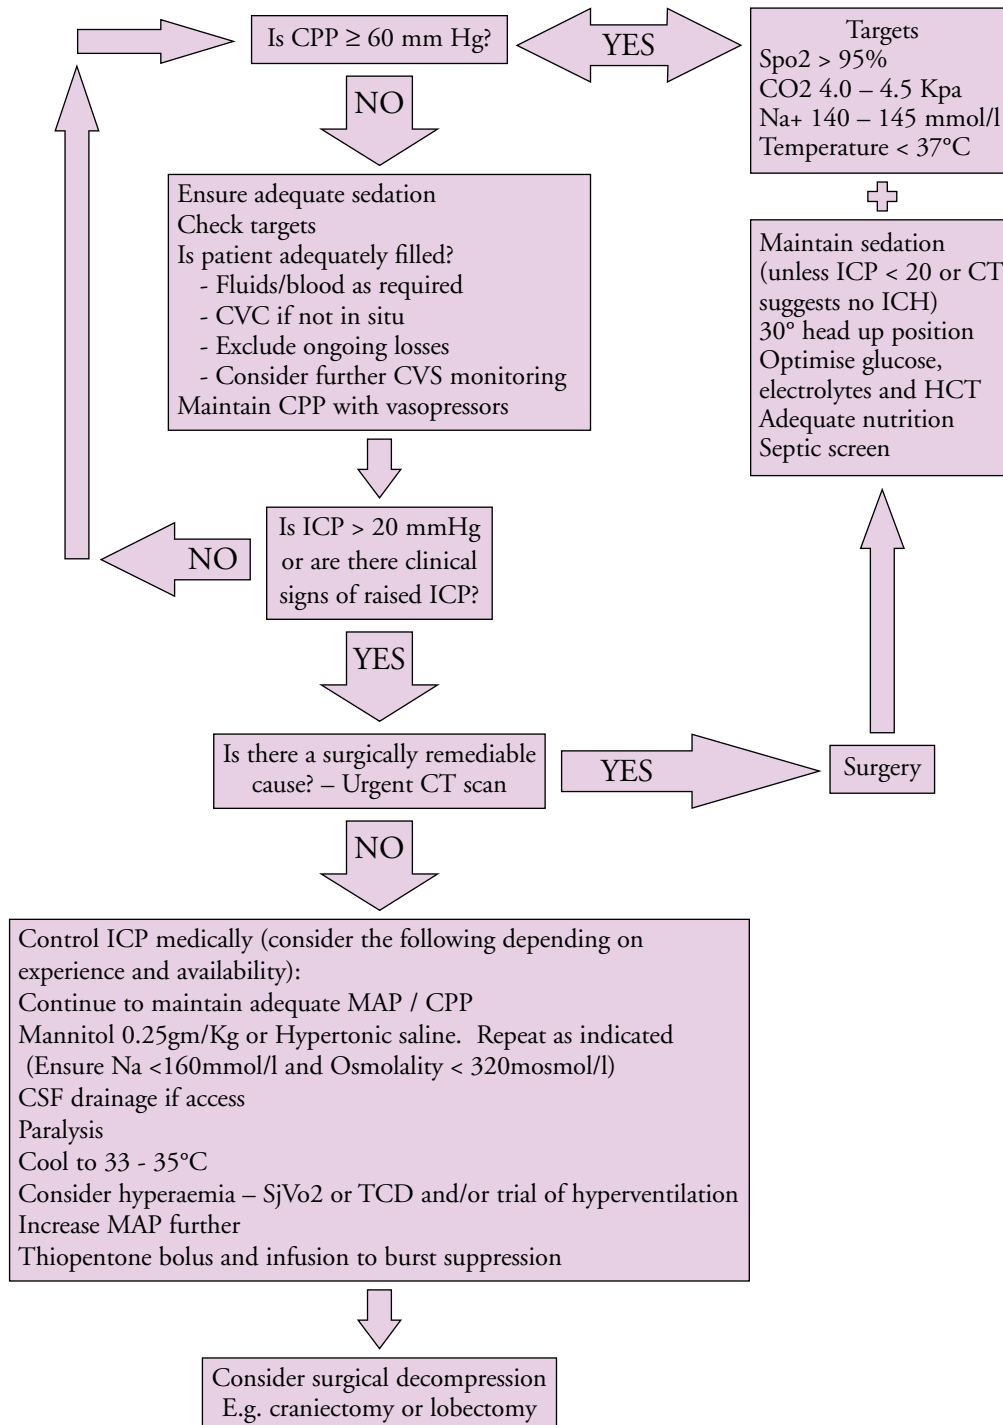 Is CPP ≥ 60 mm Hg?
YES
Targets
Spo2 > 95%
CO2 4.0 – 4.5 Kpa
Na+ 140 – 145 mmol/l
Temperature < 37°C
NO
Ensure adequate sedation
Check targets
Is patient adequately filled?
- Fluids/blood as required
- CVC if not in situ
- Exclude ongoing losses
- Consider further CVS monitoring
Maintain CPP with vasopressors
Maintain sedation
(unless ICP < 20 or CT
suggests no ICH)
30° head up position
Optimise glucose,
electrolytes and HCT
Adequate nutrition
Septic screen
Is ICP > 20 mmHg
or are there clinical
signs of raised ICP?
NO
YES
Is there a surgically remediable
cause? – Urgent CT scan
YES
Surgery
NO
Control ICP medically (consider the following depending on
experience and availability):
Continue to maintain adequate MAP / CPP
Mannitol 0.25gm/Kg or Hypertonic saline.  Repeat as indicated
(Ensure Na <160mmol/l and Osmolality < 320mosmol/l)
CSF drainage if access
Paralysis
Cool to 33 - 35°C
Consider hyperaemia – SjVo2 or TCD and/or trial of hyperventilation
Increase MAP further
Thiopentone bolus and infusion to burst suppression
Consider surgical decompression
E.g. craniectomy or lobectomy